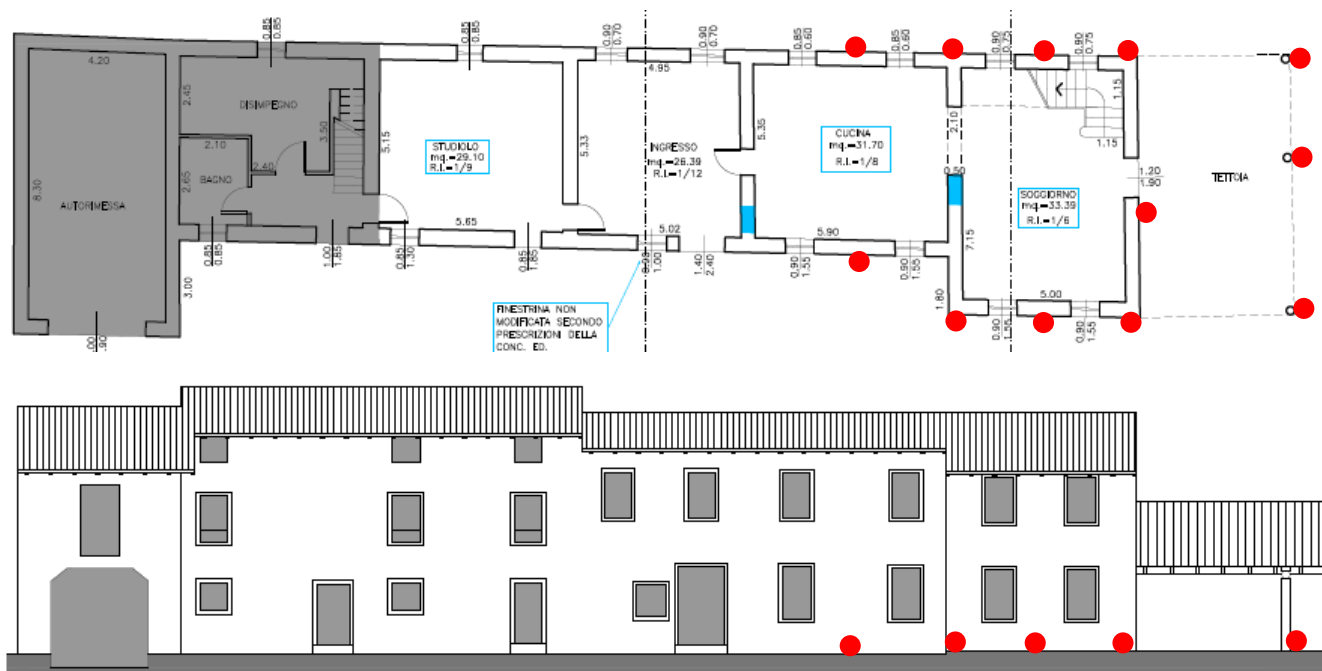 0.85
0.85
0.85
0.85
0.90
0.70
0.90
0.70
0.85
0.60
0.85
0.60
0.90
0.75
0.90
0.75
4.20
4.95
2.45
DISIMPEGNO
3.50
5.15
5.33
5.35
2.10
1.15
1.15
STUDIOLO
mq.=29.10
R.I.=1/9
INGRESSO
mq.=26.39
R.I.=1/12
CUCINA
mq.=31.70
R.I.=1/8
2.10
2.40
2.65
BAGNO
8.30
AUTORIMESSA
0.50
SOGGIORNO
mq.=33.39
R.I.=1/6
1.20
1.90
TETTOIA
5.65
5.02
5.90
7.15
0.85
0.85
1.00
1.85
0.85
1.30
0.85
1.85
1.00
1.40
2.40
0.90
1.55
0.90
1.55
3.00
1.80
5.00
0.90
1.55
0.90
1.55
FINESTRINA NON
MODIFICATA SECONDO
PRESCRIZIONI DELLA
CONC. ED.